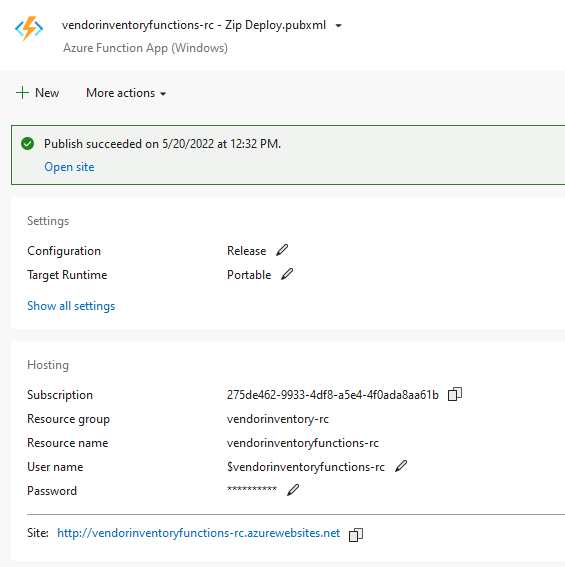 vendorinventoryfunctions-rc - Zip Deploy.pubxml
Azure Function App (Windows)
New More actions
Publish succeeded on 5/20/2022 at 12:32 PM.
Open site
Settings
Configuration Release
Target Runtime Portable
Show all settings
Hosting
Subscription 275de462-9933-4df8-a5e4-4f0ada8aa61b
Resource group vendorinventory-rc
Resource name vendorinventoryfunctions-rc
User name $vendorinventoryfunctions-rc
Password **********
Site: http://vendorinventoryfunctions-rc.azurewebsites.net